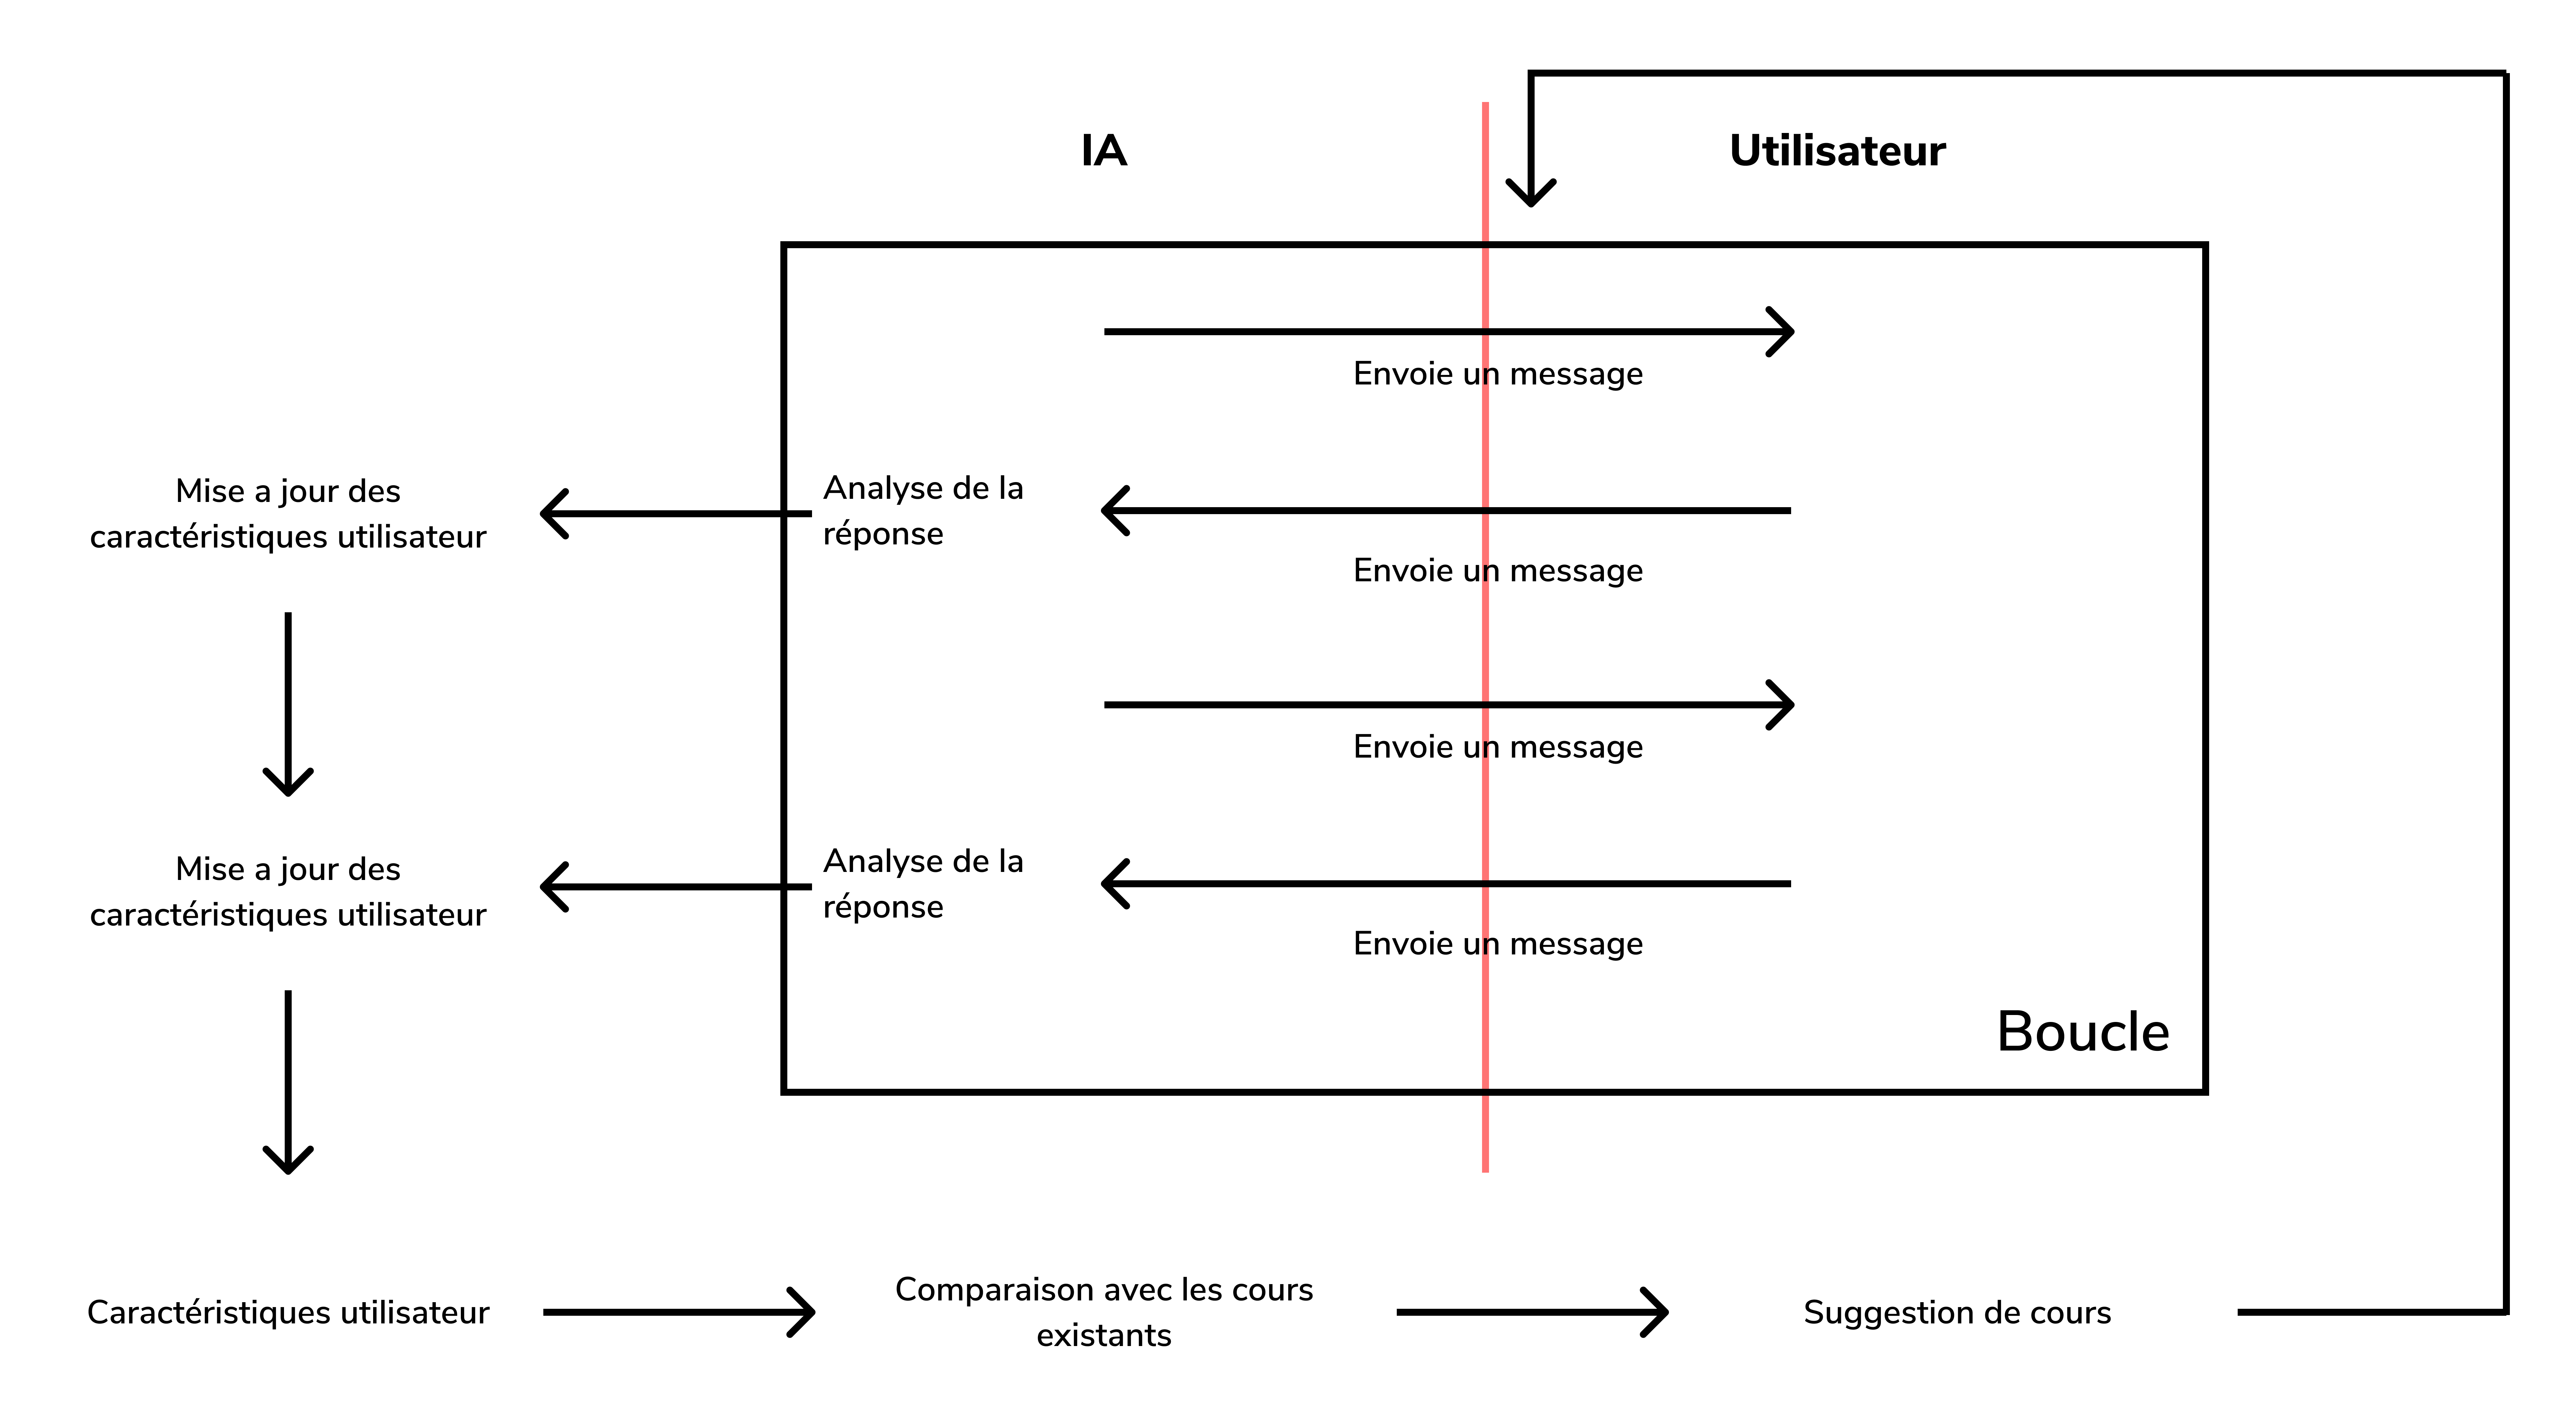 IA
Utilisateur
Envoie un message
Mise a jour des
caractéristiques utilisateur
Analyse de la
réponse
Envoie un message
Envoie un message
Mise a jour des
caractéristiques utilisateur
Analyse de la
réponse
Envoie un message
Boucle
Caractéristiques utilisateur
Comparaison avec les cours
existants
Suggestion de cours